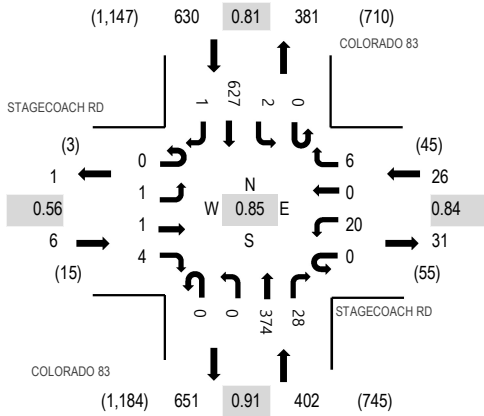 (1,147) 630 0.81 381 (710)
COLORADO 83
STAGECOACH RD
1 627 2 0
(3) (45)
1 0 6 26
0.56 1 N 0 0.84
W 0.85 E
6 1 S 20 31
(15) 4 0 (55)
0 0 374 28
STAGECOACH RD
COLORADO 83
(1,184) 651 0.91 402 (745)